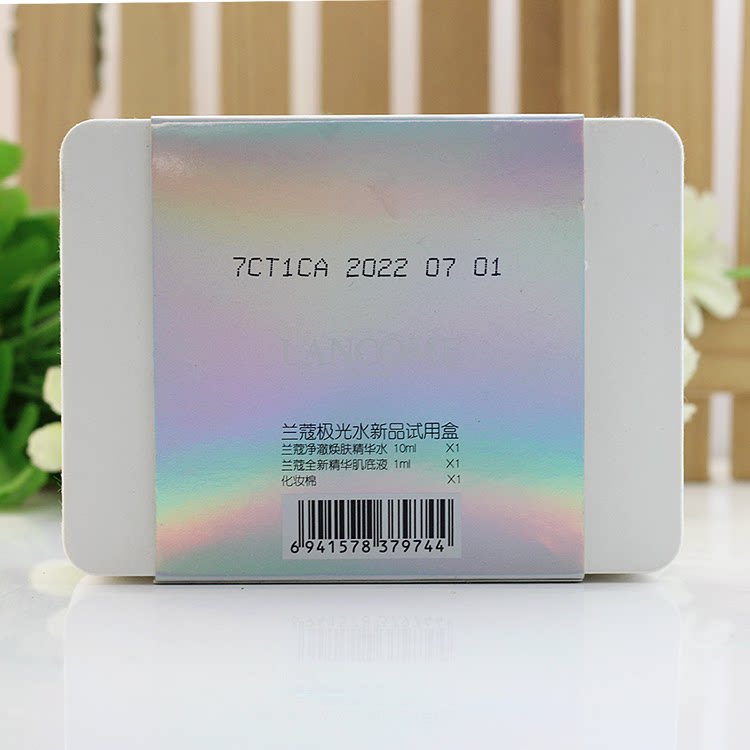 7CT1CA 2022 07 01
LANCOME
兰蔻极光水新品试用盒
兰蔻净澈焕肤精华水 10ml X1
兰蔻全新精华肌底液 1ml X1
化妆棉 X1
6 941578 379744